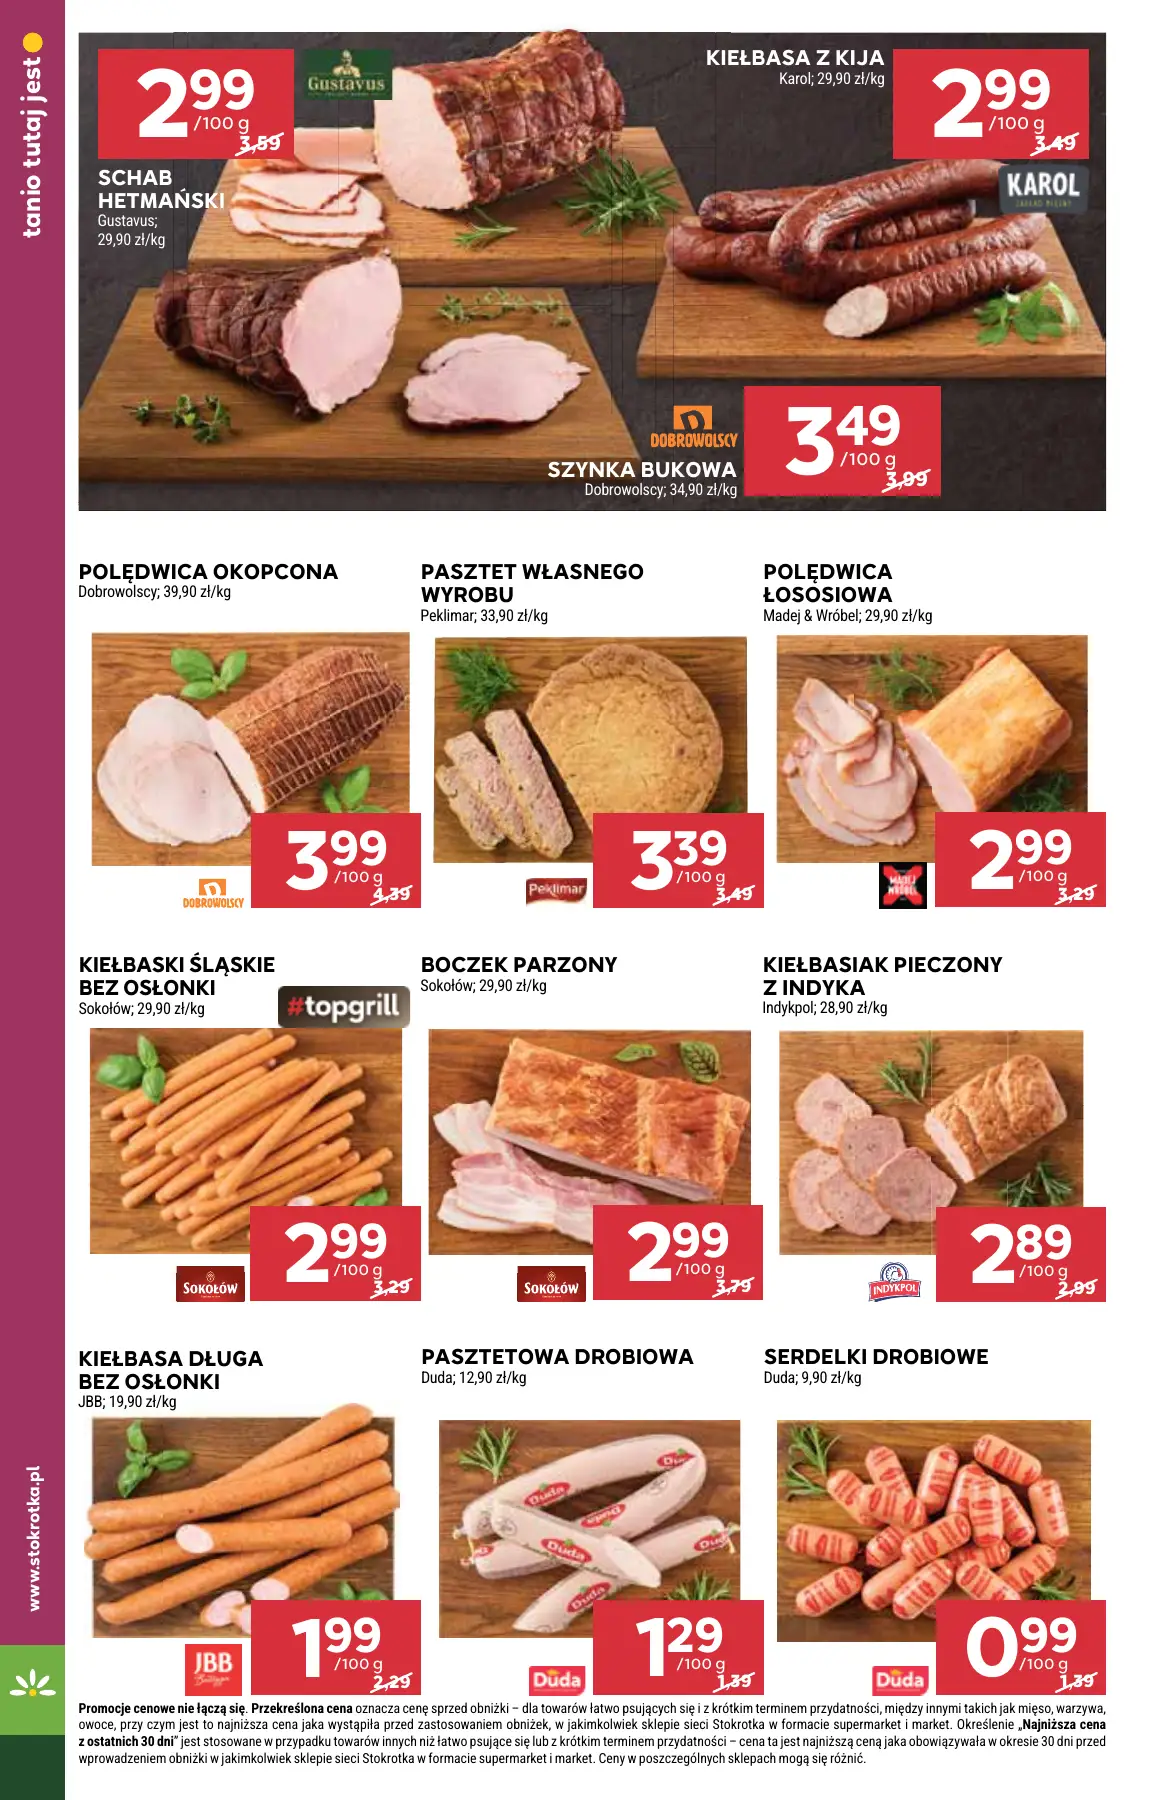 tanio tutaj jest
2 99
/100 g
3,59
Gustavus
SCHAB
HETMAŃSKI
Gustavus;
29,90 zł/kg
KIEŁBASA Z KIJA
Karol; 29,90 zł/kg
2 99
/100 g
3,49
KAROL
ZAKŁAD MIĘSNY
DOBROWOLSCY
SZYNKA BUKOWA
Dobrowolscy; 34,90 zł/kg
3 49
/100 g
3,99
POLĘDWICA OKOPCONA
Dobrowolscy; 39,90 zł/kg
3 99
/100 g
4,39
DOBROWOLSCY
PASZTET WŁASNEGO
WYROBU
Peklimar; 33,90 zł/kg
3 39
/100 g
3,49
Peklimar
POLĘDWICA
ŁOSOSIOWA
Madej & Wróbel; 29,90 zł/kg
2 99
/100 g
3,29
MADEJ
WRÓBEL
KIEŁBASKI ŚLĄSKIE
BEZ OSŁONKI
Sokołów; 29,90 zł/kg
#topgrill
2 99
/100 g
3,29
SOKOŁÓW
BOCZEK PARZONY
Sokołów; 29,90 zł/kg
2 99
/100 g
3,79
SOKOŁÓW
KIEŁBASIAK PIECZONY
Z INDYKA
Indykpol; 28,90 zł/kg
2 89
/100 g
2,99
INDYKPOL
KIEŁBASA DŁUGA
BEZ OSŁONKI
JBB; 19,90 zł/kg
1 99
/100 g
2,29
JBB
PASZTETOWA DROBIOWA
Duda; 12,90 zł/kg
Duda
Duda
Duda
Duda
1 29
/100 g
1,39
Duda
SERDELKI DROBIOWE
Duda; 9,90 zł/kg
0 99
/100 g
1,39
Duda
www.stokrotka.pl
Promocje cenowe nie łączą się. Przekreślona cena oznacza cenę sprzed obniżki – dla towarów łatwo psujących się i z krótkim terminem przydatności, między innymi takich jak mięso, warzywa,
owoce, przy czym jest to najniższa cena jaka wystąpiła przed zastosowaniem obniżek, w jakimkolwiek sklepie sieci Stokrotka w formacie supermarket i market. Określenie „Najniższa cena
z ostatnich 30 dni” jest stosowane w przypadku towarów innych niż łatwo psujące się lub z krótkim terminem przydatności – cena ta jest najniższą ceną jaka obowiązywała w okresie 30 dni przed
wprowadzeniem obniżki w jakimkolwiek sklepie sieci Stokrotka w formacie supermarket i market. Ceny w poszczególnych sklepach mogą się różnić.